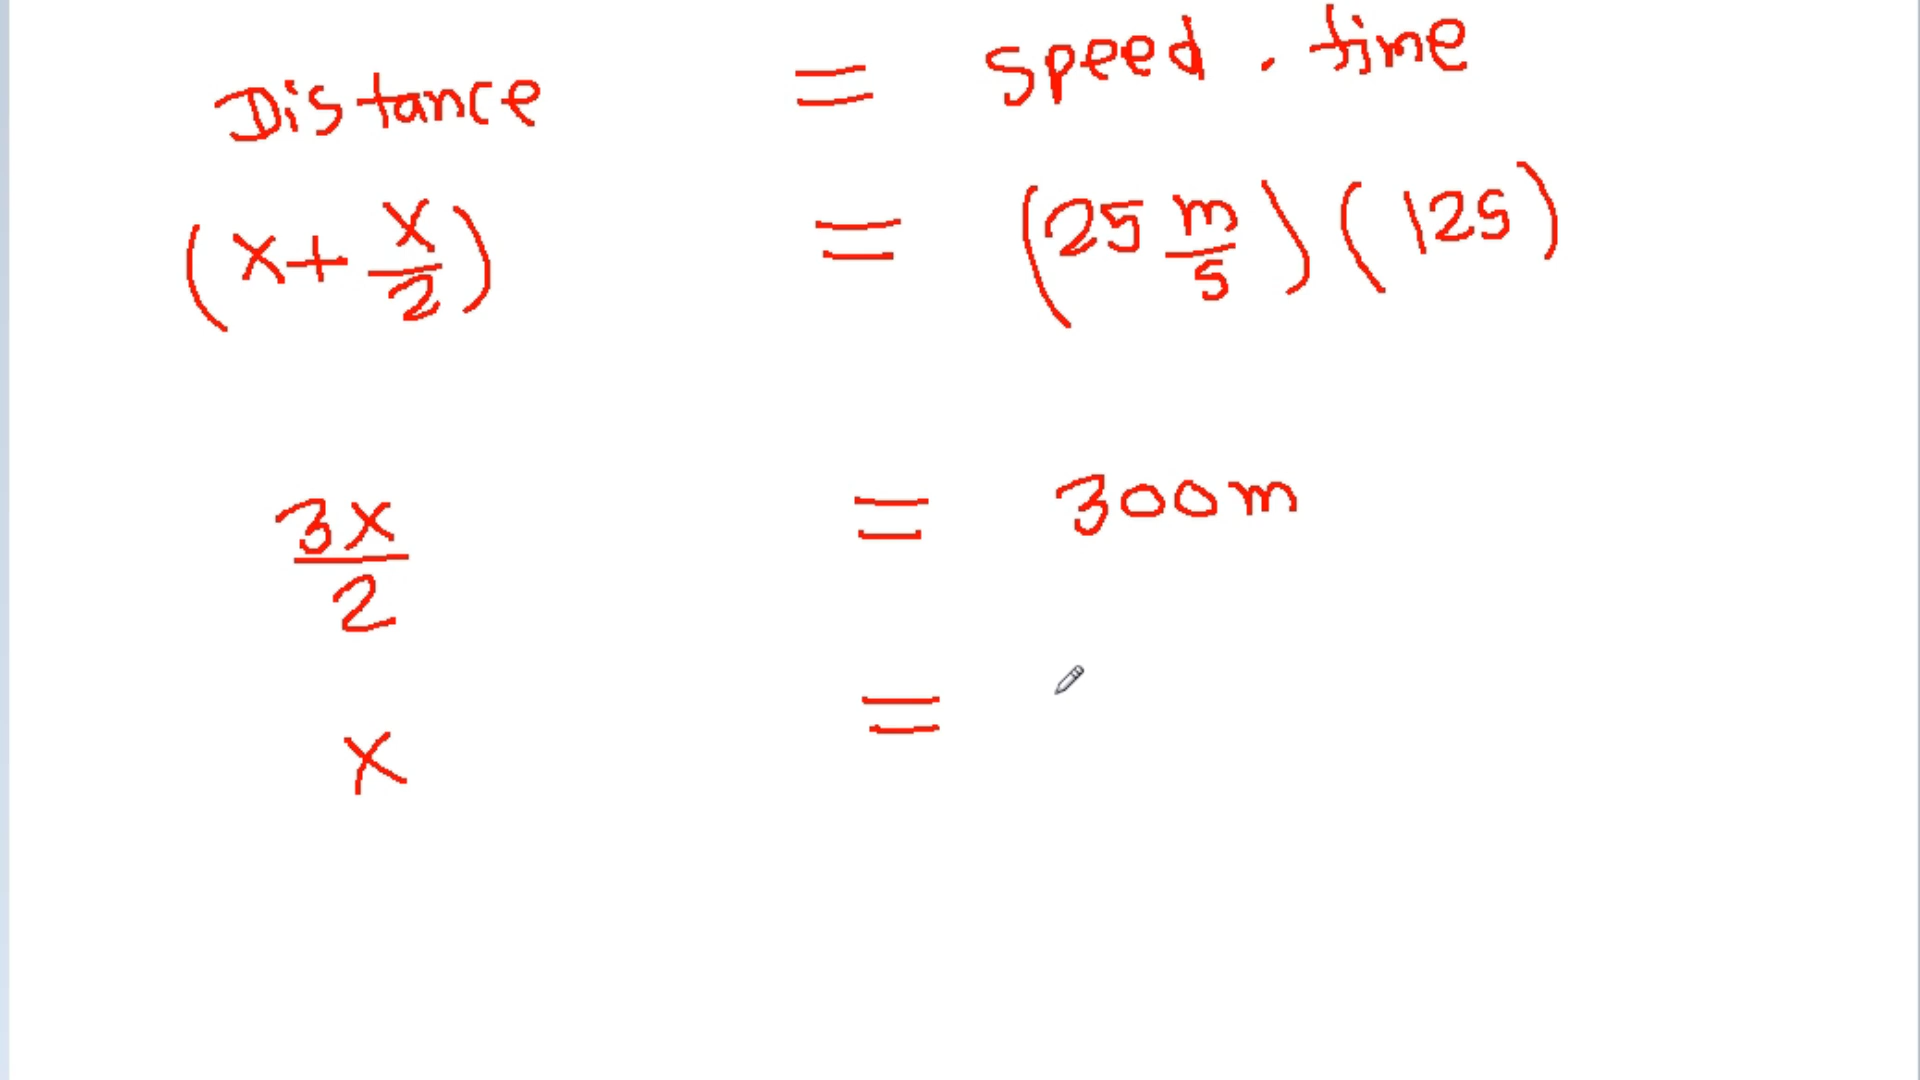 Distance = speed . time
(x + x/2) = (25 m/s) (12s)
3x/2 = 300m
x =